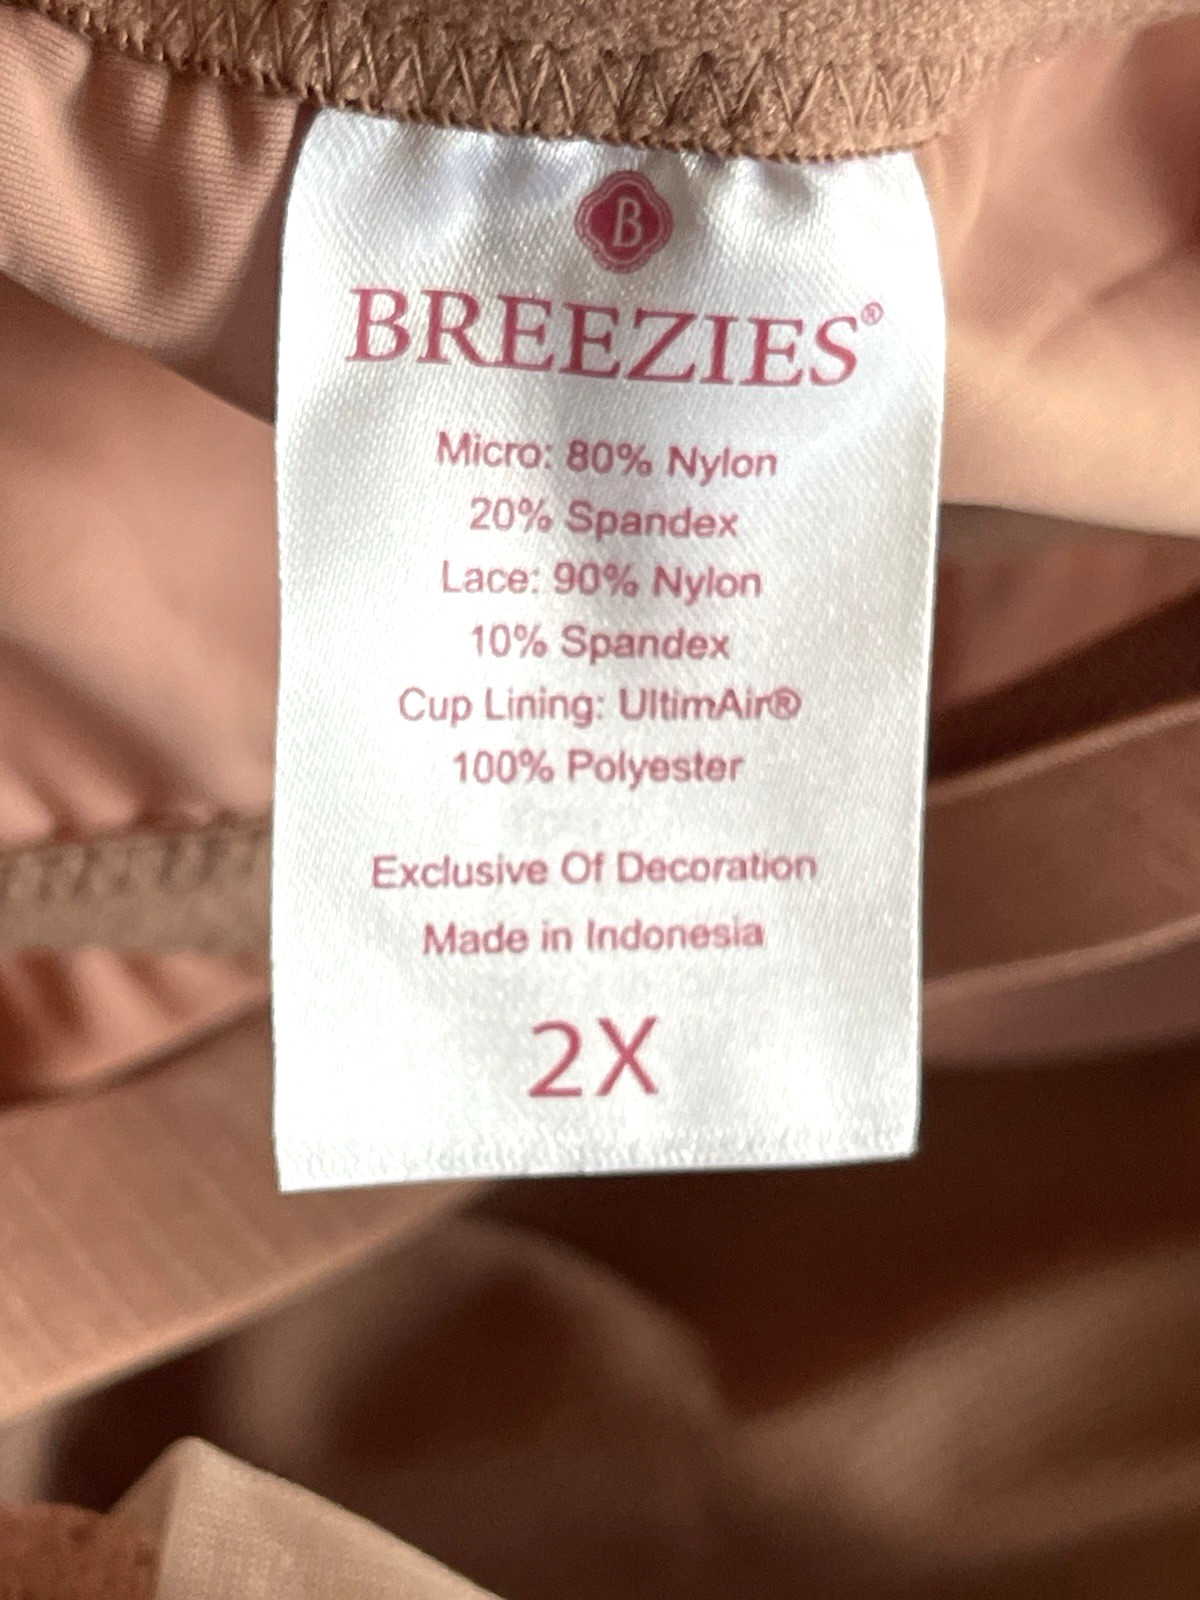 B
BREEZIES®
Micro: 80% Nylon
20% Spandex
Lace: 90% Nylon
10% Spandex
Cup Lining: UltimAir®
100% Polyester
Exclusive Of Decoration
Made in Indonesia
2X